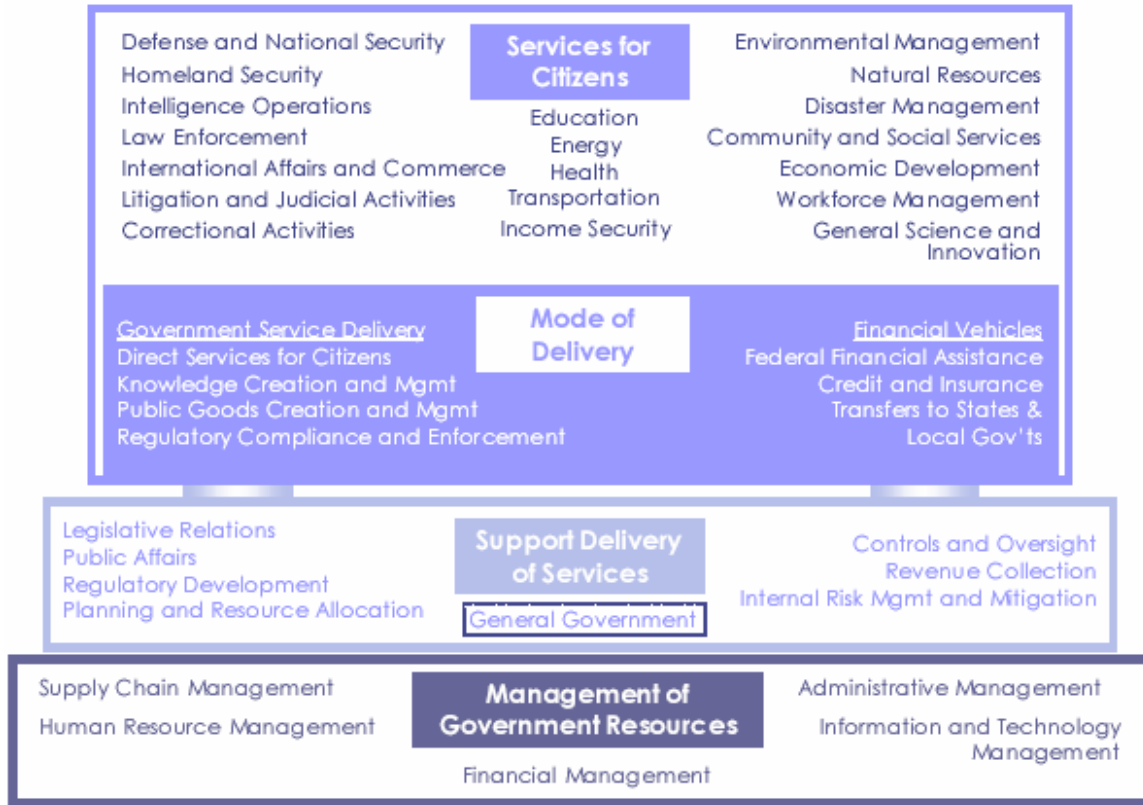 Services for
Citizens
Defense and National Security
Homeland Security
Intelligence Operations
Law Enforcement
International Affairs and Commerce
Litigation and Judicial Activities
Correctional Activities
Education
Energy
Health
Transportation
Income Security
Environmental Management
Natural Resources
Disaster Management
Community and Social Services
Economic Development
Workforce Management
General Science and
Innovation
Mode of
Delivery
Government Service Delivery
Direct Services for Citizens
Knowledge Creation and Mgmt
Public Goods Creation and Mgmt
Regulatory Compliance and Enforcement
Financial Vehicles
Federal Financial Assistance
Credit and Insurance
Transfers to States &
Local Gov'ts
Support Delivery
of Services
Legislative Relations
Public Affairs
Regulatory Development
Planning and Resource Allocation
General Government
Controls and Oversight
Revenue Collection
Internal Risk Mgmt and Mitigation
Management of
Government Resources
Supply Chain Management
Human Resource Management
Financial Management
Administrative Management
Information and Technology
Management